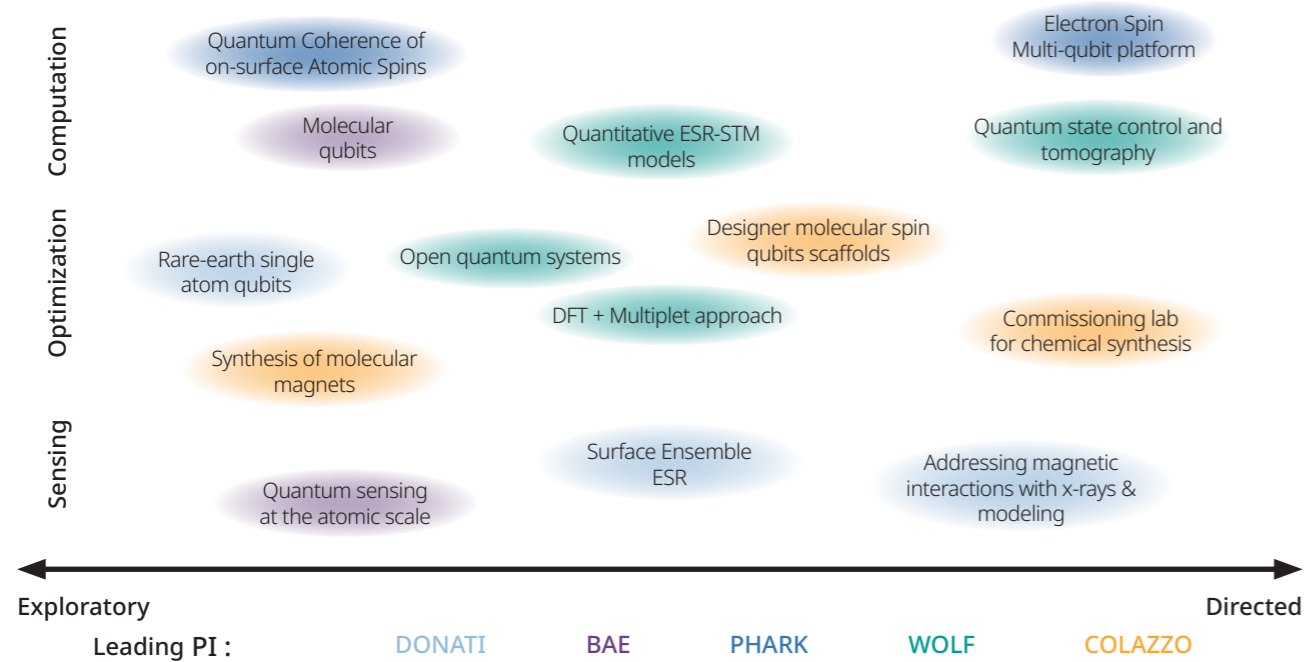 Computation
Quantum Coherence of
on-surface Atomic Spins
Electron Spin
Multi-qubit platform
Molecular
qubits
Quantitative ESR-STM
models
Quantum state control and
tomography
Optimization
Rare-earth single
atom qubits
Open quantum systems
Designer molecular spin
qubits scaffolds
DFT + Multiplet approach
Commissioning lab
for chemical synthesis
Synthesis of molecular
magnets
Sensing
Quantum sensing
at the atomic scale
Surface Ensemble
ESR
Addressing magnetic
interactions with x-rays &
modeling
Exploratory
Directed
Leading PI : DONATI BAE PHARK WOLF COLAZZO